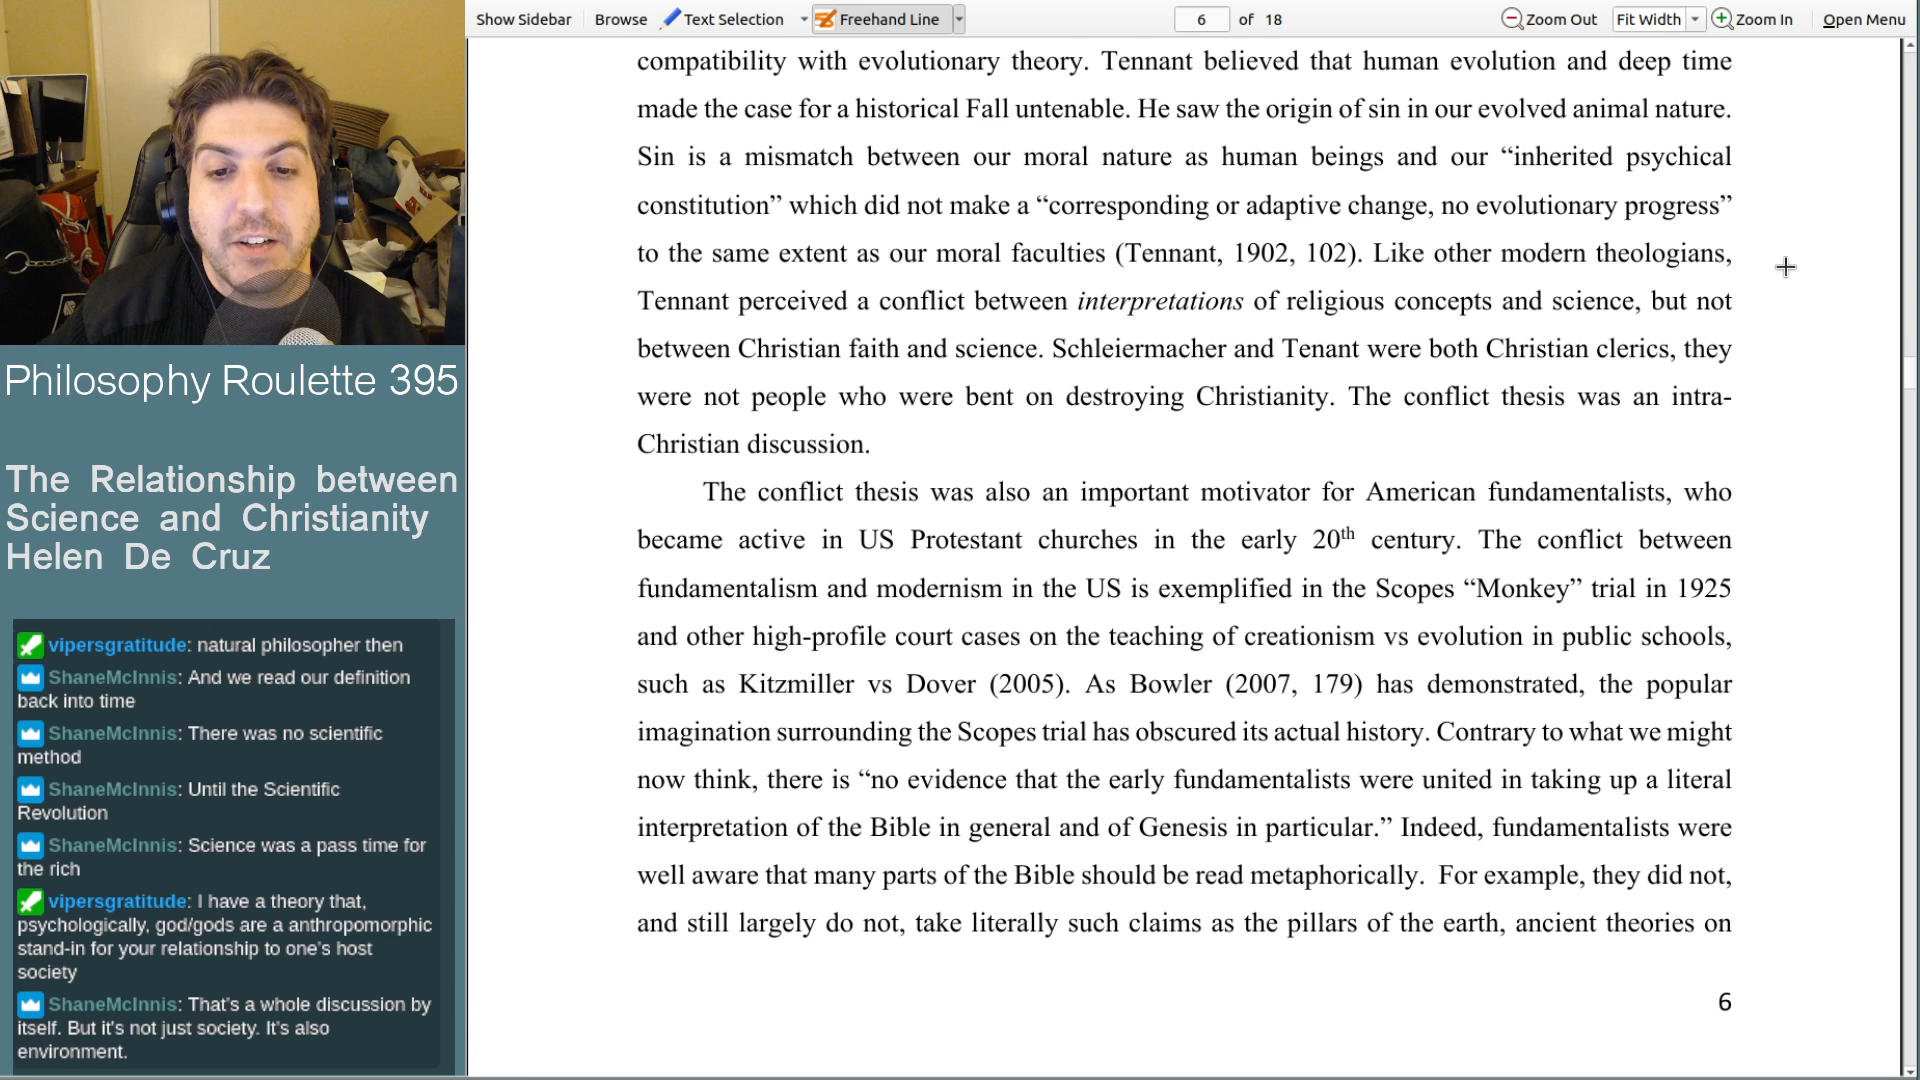 Show Sidebar Browse Text Selection Freehand Line 6 of 18 Zoom Out Fit Width Zoom In Open Menu
compatibility with evolutionary theory. Tennant believed that human evolution and deep time
made the case for a historical Fall untenable. He saw the origin of sin in our evolved animal nature.
Sin is a mismatch between our moral nature as human beings and our “inherited psychical
constitution” which did not make a “corresponding or adaptive change, no evolutionary progress”
to the same extent as our moral faculties (Tennant, 1902, 102). Like other modern theologians,
Tennant perceived a conflict between interpretations of religious concepts and science, but not
between Christian faith and science. Schleiermacher and Tenant were both Christian clerics, they
were not people who were bent on destroying Christianity. The conflict thesis was an intra-
Christian discussion.
The conflict thesis was also an important motivator for American fundamentalists, who
became active in US Protestant churches in the early 20th century. The conflict between
fundamentalism and modernism in the US is exemplified in the Scopes “Monkey” trial in 1925
and other high-profile court cases on the teaching of creationism vs evolution in public schools,
such as Kitzmiller vs Dover (2005). As Bowler (2007, 179) has demonstrated, the popular
imagination surrounding the Scopes trial has obscured its actual history. Contrary to what we might
now think, there is “no evidence that the early fundamentalists were united in taking up a literal
interpretation of the Bible in general and of Genesis in particular.” Indeed, fundamentalists were
well aware that many parts of the Bible should be read metaphorically. For example, they did not,
and still largely do not, take literally such claims as the pillars of the earth, ancient theories on
6
Philosophy Roulette 395
The Relationship between
Science and Christianity
Helen De Cruz
vipersgratitude: natural philosopher then
ShaneMcInnis: And we read our definition
back into time
ShaneMcInnis: There was no scientific
method
ShaneMcInnis: Until the Scientific
Revolution
ShaneMcInnis: Science was a pass time for
the rich
vipersgratitude: I have a theory that,
psychologically, god/gods are a anthropomorphic
stand-in for your relationship to one's host
society
ShaneMcInnis: That's a whole discussion by
itself. But it's not just society. It's also
environment.